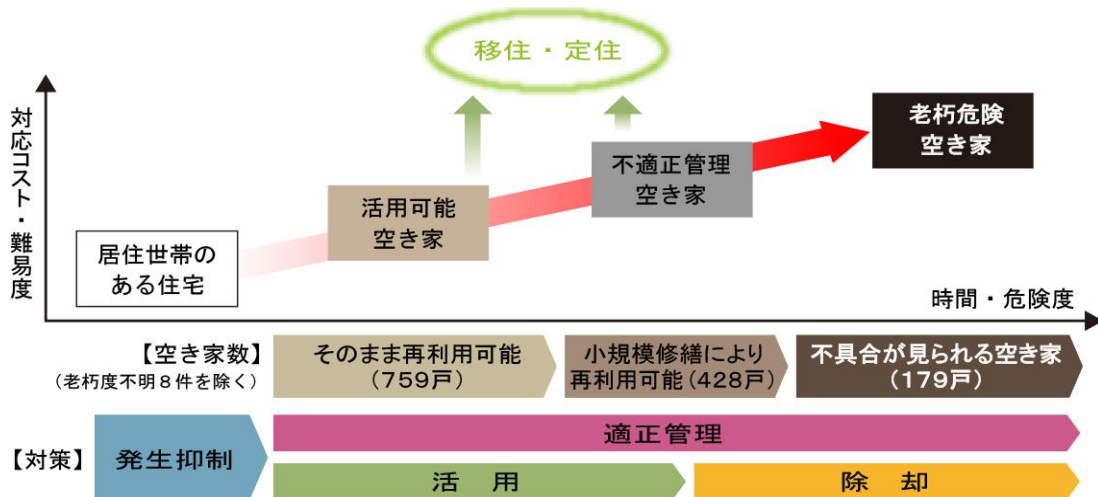 移住・定住
対応コスト・難易度
老朽危険
空き家
不適正管理
空き家
活用可能
空き家
居住世帯の
ある住宅
時間・危険度
【空き家数】
(老朽度不明8件を除く)
そのまま再利用可能
(759戸)
小規模修繕により
再利用可能(428戸)
不具合が見られる空き家
(179戸)
【対策】
発生抑制
適正管理
活 用
除 却